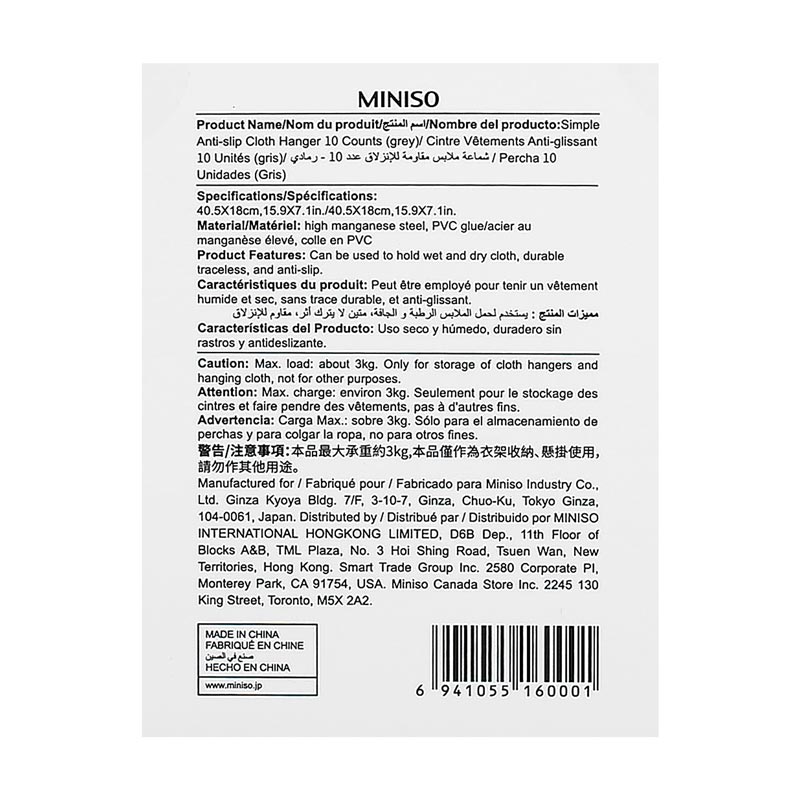 MINISO
Product Name/Nom du produit/اسم المنتج/Nombre del producto:Simple
Anti-slip Cloth Hanger 10 Counts (grey)/ Cintre Vêtements Anti-glissant
10 Unités (gris)/ شماعة ملابس مقاومة للإنزلاق عدد 10 - رمادي / Percha 10
Unidades (Gris)
Specifications/Spécifications:
40.5X18cm,15.9X7.1in./40.5X18cm,15.9X7.1in.
Material/Matériel: high manganese steel, PVC glue/acier au
manganèse élevé, colle en PVC
Product Features: Can be used to hold wet and dry cloth, durable
traceless, and anti-slip.
Caractéristiques du produit: Peut être employé pour tenir un vêtement
humide et sec, sans trace durable, et anti-glissant.
مميزات المنتج : يستخدم لحمل الملابس الرطبة و الجافة، متين لا يترك أثر، مقاوم للإنزلاق
Características del Producto: Uso seco y húmedo, duradero sin
rastros y antideslizante.
Caution: Max. load: about 3kg. Only for storage of cloth hangers and
hanging cloth, not for other purposes.
Attention: Max. charge: environ 3kg. Seulement pour le stockage des
cintres et faire pendre des vêtements, pas à d'autres fins.
Advertencia: Carga Max.: sobre 3kg. Sólo para el almacenamiento de
perchas y para colgar la ropa, no para otros fines.
警告/注意事項:本品最大承重約3kg,本品僅作為衣架收納、懸掛使用,
請勿作其他用途。
Manufactured for / Fabriqué pour / Fabricado para Miniso Industry Co.,
Ltd. Ginza Kyoya Bldg. 7/F, 3-10-7, Ginza, Chuo-Ku, Tokyo Ginza,
104-0061, Japan. Distributed by / Distribué par / Distribuido por MINISO
INTERNATIONAL HONGKONG LIMITED, D6B Dep., 11th Floor of
Blocks A&B, TML Plaza, No. 3 Hoi Shing Road, Tsuen Wan, New
Territories, Hong Kong. Smart Trade Group Inc. 2580 Corporate Pl,
Monterey Park, CA 91754, USA. Miniso Canada Store Inc. 2245 130
King Street, Toronto, M5X 2A2.
MADE IN CHINA
FABRIQUÉ EN CHINE
صنع في الصين
HECHO EN CHINA
www.miniso.jp
6 941055 160001